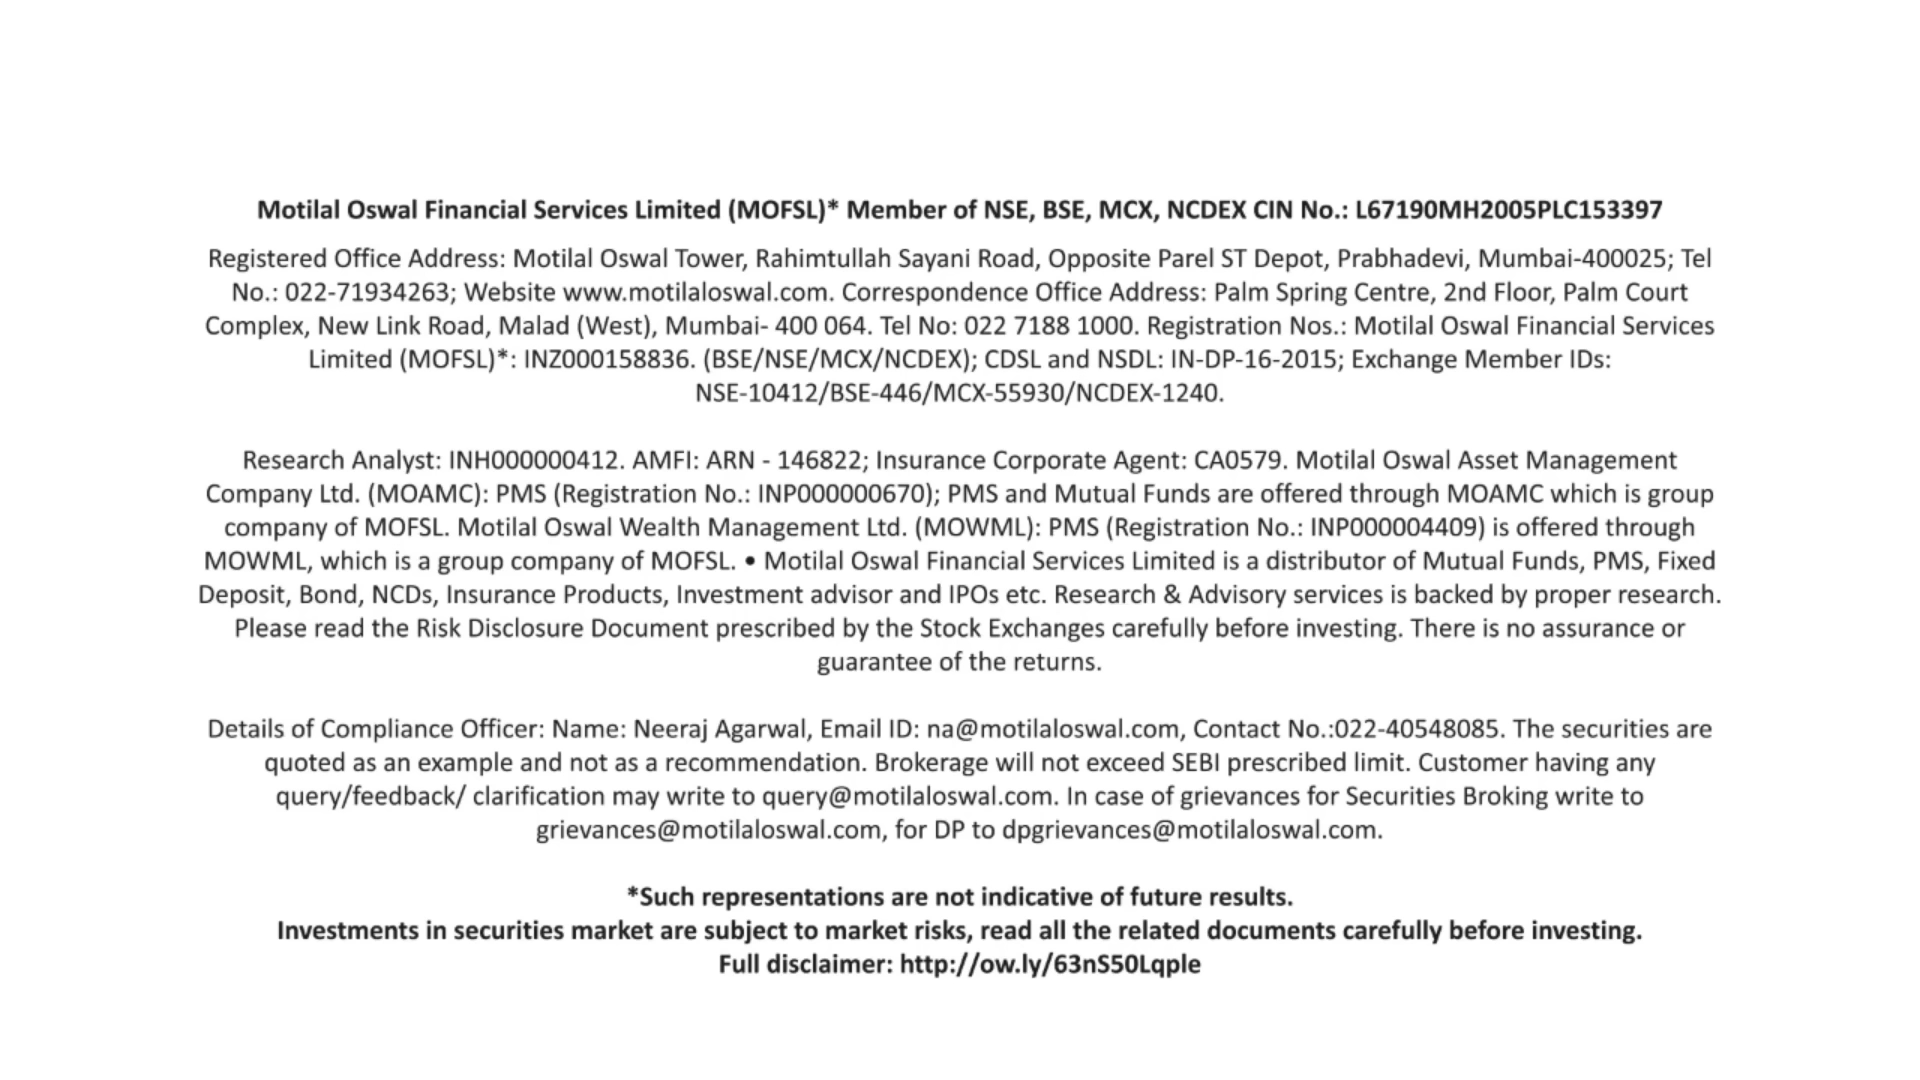 Motilal Oswal Financial Services Limited (MOFSL)* Member of NSE, BSE, MCX, NCDEX CIN No.: L67190MH2005PLC153397
Registered Office Address: Motilal Oswal Tower, Rahimtullah Sayani Road, Opposite Parel ST Depot, Prabhadevi, Mumbai-400025; Tel
No.: 022-71934263; Website www.motilaloswal.com. Correspondence Office Address: Palm Spring Centre, 2nd Floor, Palm Court
Complex, New Link Road, Malad (West), Mumbai- 400 064. Tel No: 022 7188 1000. Registration Nos.: Motilal Oswal Financial Services
Limited (MOFSL)*: INZ000158836. (BSE/NSE/MCX/NCDEX); CDSL and NSDL: IN-DP-16-2015; Exchange Member IDs:
NSE-10412/BSE-446/MCX-55930/NCDEX-1240.
Research Analyst: INH000000412. AMFI: ARN - 146822; Insurance Corporate Agent: CA0579. Motilal Oswal Asset Management
Company Ltd. (MOAMC): PMS (Registration No.: INP000000670); PMS and Mutual Funds are offered through MOAMC which is group
company of MOFSL. Motilal Oswal Wealth Management Ltd. (MOWML): PMS (Registration No.: INP000004409) is offered through
MOWML, which is a group company of MOFSL. • Motilal Oswal Financial Services Limited is a distributor of Mutual Funds, PMS, Fixed
Deposit, Bond, NCDs, Insurance Products, Investment advisor and IPOs etc. Research & Advisory services is backed by proper research.
Please read the Risk Disclosure Document prescribed by the Stock Exchanges carefully before investing. There is no assurance or
guarantee of the returns.
Details of Compliance Officer: Name: Neeraj Agarwal, Email ID: na@motilaloswal.com, Contact No.:022-40548085. The securities are
quoted as an example and not as a recommendation. Brokerage will not exceed SEBI prescribed limit. Customer having any
query/feedback/ clarification may write to query@motilaloswal.com. In case of grievances for Securities Broking write to
grievances@motilaloswal.com, for DP to dpgrievances@motilaloswal.com.
*Such representations are not indicative of future results.
Investments in securities market are subject to market risks, read all the related documents carefully before investing.
Full disclaimer: http://ow.ly/63nS50Lqple